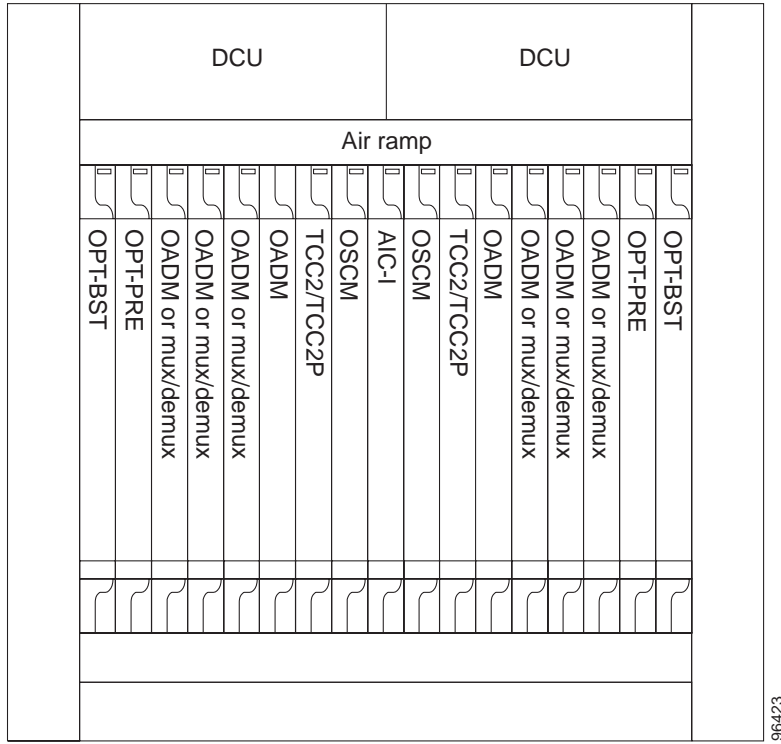 DCU
DCU
Air ramp
OPT-BST
OPT-PRE
OADM or mux/demux
OADM or mux/demux
OADM or mux/demux
OADM
TCC2/TCC2P
OSCM
AIC-I
OSCM
TCC2/TCC2P
OADM
OADM or mux/demux
OADM or mux/demux
OADM or mux/demux
OPT-PRE
OPT-BST
96423